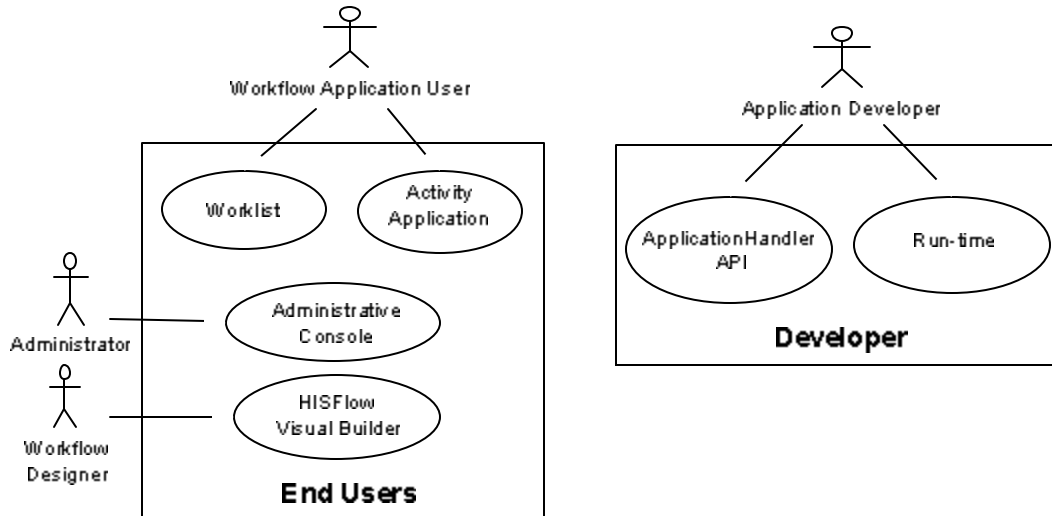 Workflow Application User
Application Developer
Worklist
Activity
Application
ApplicationHandler
API
Run-time
Administrative
Console
Developer
Administrator
HISFlow
Visual Builder
Workflow
Designer
End Users